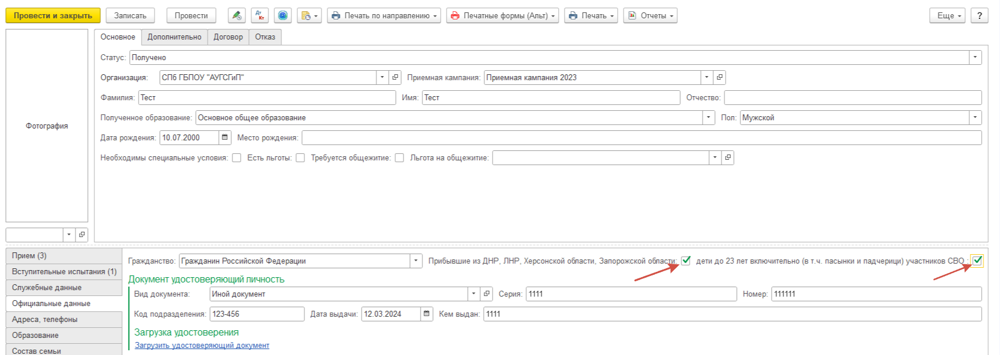 Провести и закрыть Записать Провести Дт Кт Печать по направлению Печатные формы (Альт) Печать Отчеты Еще ?
Основное Дополнительно Договор Отказ
Статус: Получено
Организация: СПб ГБПОУ "АУГСГиП" Приемная кампания: Приемная кампания 2023
Фамилия: Тест Имя: Тест Отчество:
Полученное образование: Основное общее образование Пол: Мужской
Фотография
Дата рождения: 10.07.2000 Место рождения:
Необходимы специальные условия: Есть льготы: Требуется общежитие: Льгота на общежитие:
Прием (3)
Вступительные испытания (1)
Служебные данные
Официальные данные
Адреса, телефоны
Образование
Состав семьи
Гражданство: Гражданин Российской Федерации Прибывшие из ДНР, ЛНР, Херсонской области, Запорожской области: дети до 23 лет включительно (в т.ч. пасынки и падчерици) участников СВО :
Документ удостоверяющий личность
Вид документа: Иной документ Серия: 1111 Номер: 111111
Код подразделения: 123-456 Дата выдачи: 12.03.2024 Кем выдан: 1111
Загрузка удостоверения
Загрузить удостоверяющий документ